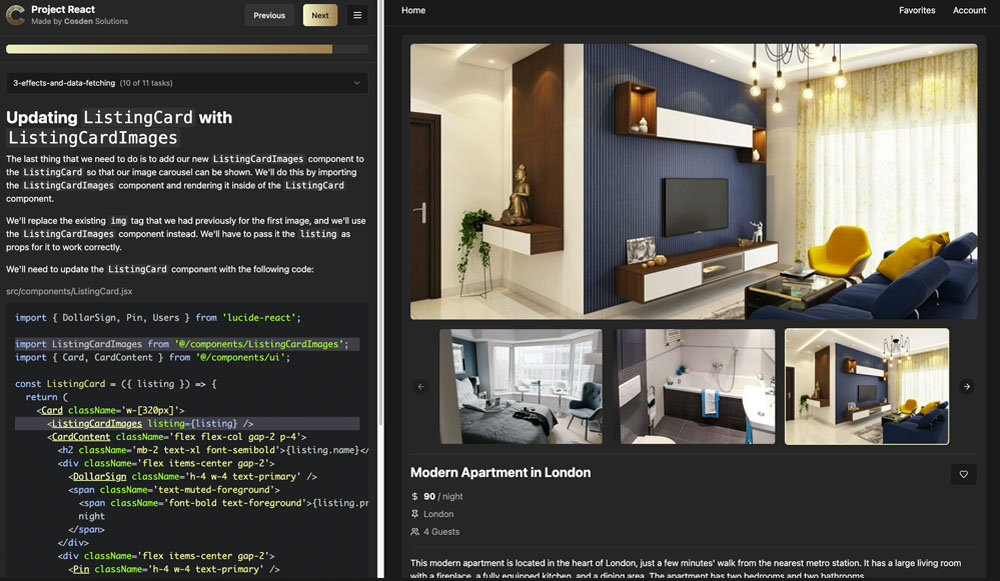 Project React
Made by Cosden Solutions
Previous
Next
3-effects-and-data-fetching (10 of 11 tasks)
Updating ListingCard with
ListingCardImages
The last thing that we need to do is to add our new ListingCardImages component to
the ListingCard so that our image carousel can be shown. We'll do this by importing
the ListingCardImages component and rendering it inside of the ListingCard
component.
We'll replace the existing img tag that we had previously for the first image, and we'll use
the ListingCardImages component instead. We'll have to pass it the listing as
props for it to work correctly.
We'll need to update the ListingCard component with the following code:
src/components/ListingCard.jsx
import { DollarSign, Pin, Users } from 'lucide-react';
import ListingCardImages from '@/components/ListingCardImages';
import { Card, CardContent } from '@/components/ui';
const ListingCard = ({ listing }) => {
return (
<Card className='w-[320px]'>
<ListingCardImages listing={listing} />
<CardContent className='flex flex-col gap-2 p-4'>
<h2 className='mb-2 text-xl font-semibold'>{listing.name}</
<div className='flex items-center gap-2'>
<DollarSign className='h-4 w-4 text-primary' />
<span className='text-muted-foreground'>
<span className='font-bold text-foreground'>{listing.pr
night
</span>
</div>
<div className='flex items-center gap-2'>
<Pin className='h-4 w-4 text-primary' />
Home
Favorites
Account
Modern Apartment in London
$ 90 / night
London
4 Guests
This modern apartment is located in the heart of London, just a few minutes' walk from the nearest metro station. It has a large living room
with a fireplace, a fully equipped kitchen, and a dining area. The apartment has two bedrooms and two bathrooms.